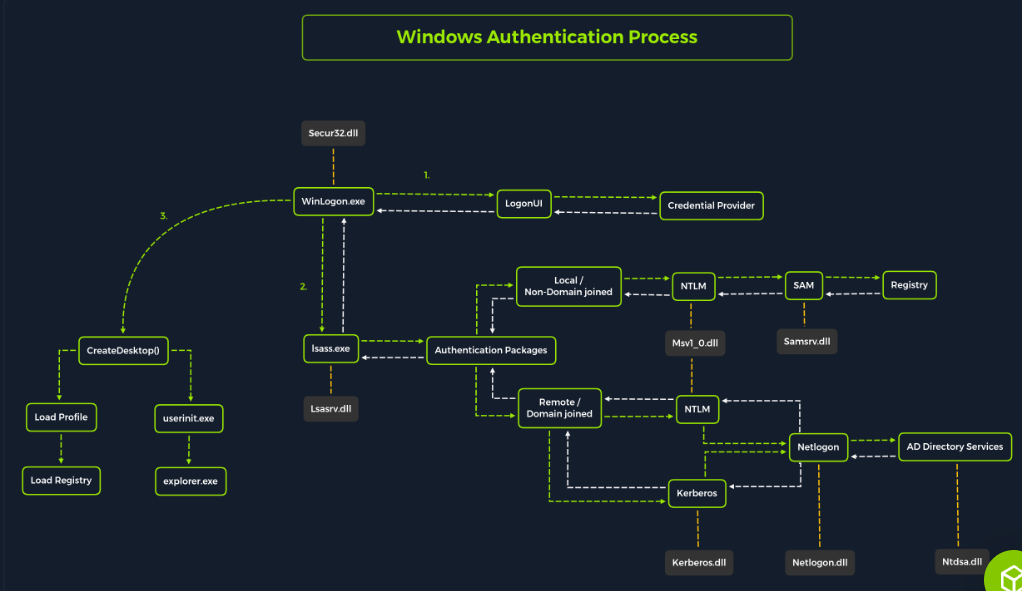 Windows Authentication Process
Secur32.dll
1.
WinLogon.exe
LogonUI
Credential Provider
3.
2.
Local /
Non-Domain joined
NTLM
SAM
Registry
CreateDesktop()
lsass.exe
Authentication Packages
Msv1_0.dll
Samsrv.dll
Load Profile
userinit.exe
Lsasrv.dll
Remote /
Domain joined
NTLM
Netlogon
AD Directory Services
Load Registry
explorer.exe
Kerberos
Kerberos.dll
Netlogon.dll
Ntdsa.dll